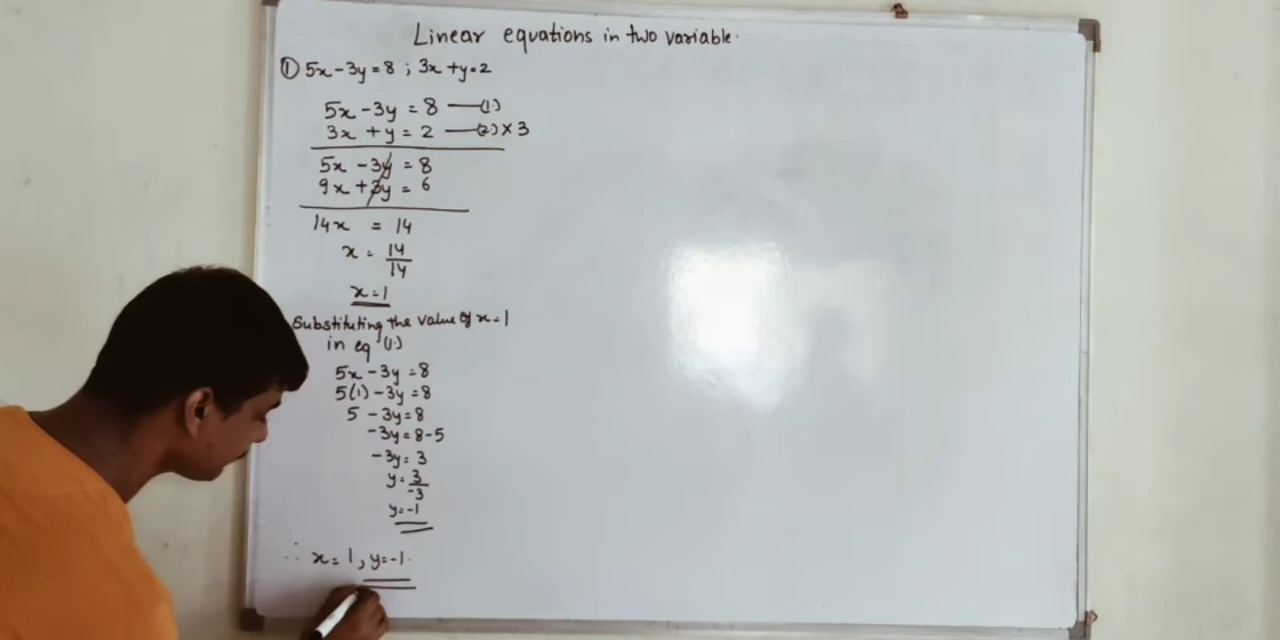 Linear equations in two variable.
① 5x-3y=8 ; 3x+y=2
5x-3y = 8 —(1.)
3x + y = 2 —(2.) × 3
5x - 3y = 8
9x + 3y = 6
14x = 14
x = 14/14
x=1
Substituting the value of x=1
in eqn (1.)
5x - 3y = 8
5(1) - 3y = 8
5 - 3y = 8
-3y = 8-5
-3y = 3
y = 3/-3
y=-1
∴ x=1, y=-1.